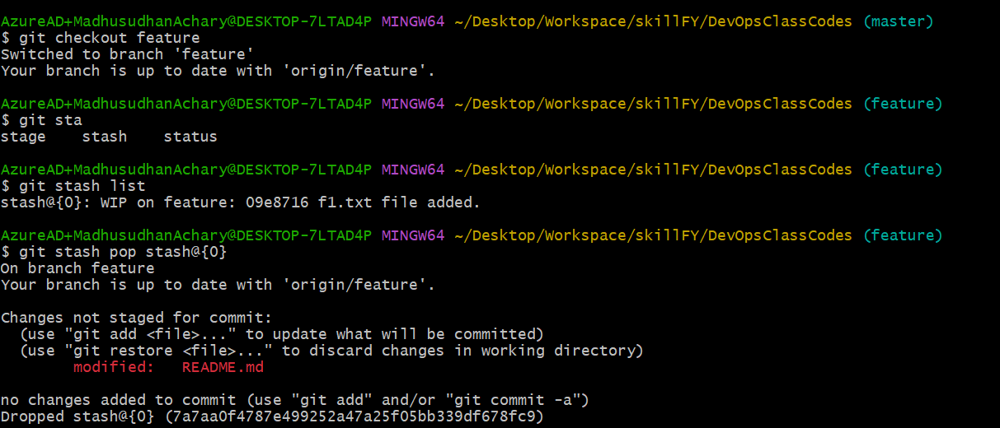 AzureAD+MadhusudhanAchary@DESKTOP-7LTAD4P MINGW64 ~/Desktop/Workspace/skillFY/DevOpsClassCodes (master)
$ git checkout feature
Switched to branch 'feature'
Your branch is up to date with 'origin/feature'.
AzureAD+MadhusudhanAchary@DESKTOP-7LTAD4P MINGW64 ~/Desktop/Workspace/skillFY/DevOpsClassCodes (feature)
$ git sta
stage    stash    status
AzureAD+MadhusudhanAchary@DESKTOP-7LTAD4P MINGW64 ~/Desktop/Workspace/skillFY/DevOpsClassCodes (feature)
$ git stash list
stash@{0}: WIP on feature: 09e8716 f1.txt file added.
AzureAD+MadhusudhanAchary@DESKTOP-7LTAD4P MINGW64 ~/Desktop/Workspace/skillFY/DevOpsClassCodes (feature)
$ git stash pop stash@{0}
On branch feature
Your branch is up to date with 'origin/feature'.
Changes not staged for commit:
  (use "git add <file>..." to update what will be committed)
  (use "git restore <file>..." to discard changes in working directory)
        modified:   README.md
no changes added to commit (use "git add" and/or "git commit -a")
Dropped stash@{0} (7a7aa0f4787e499252a47a25f05bb339df678fc9)